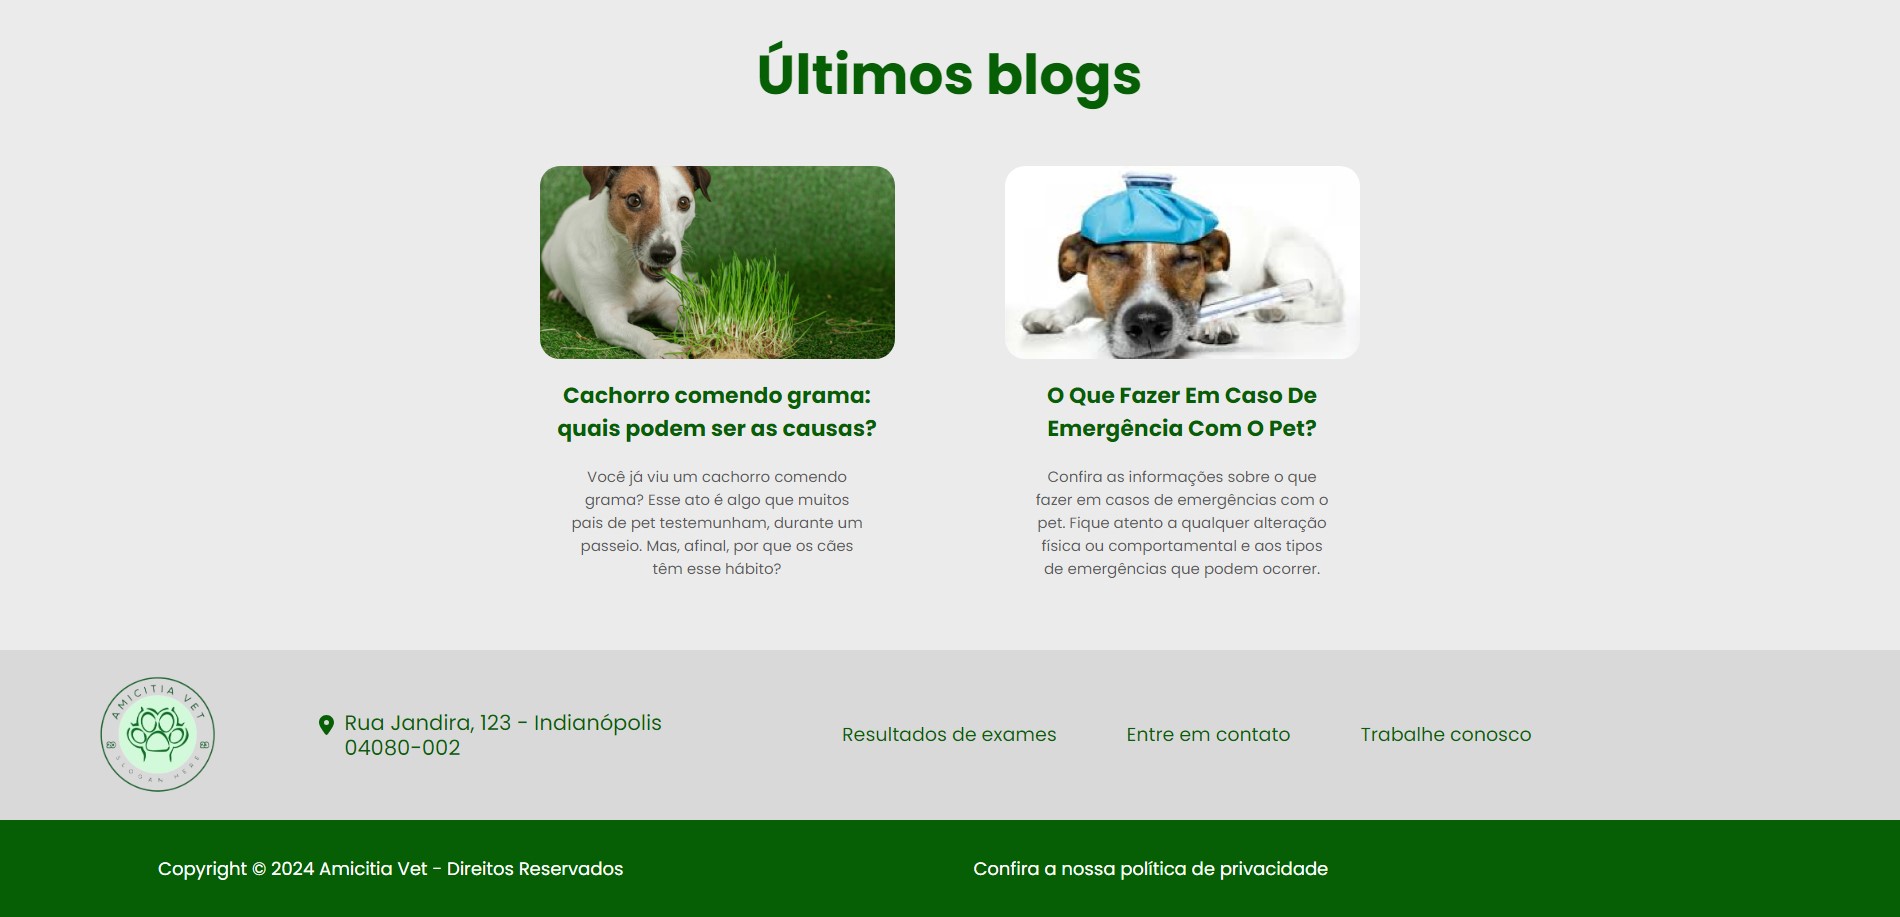 Últimos blogs
Cachorro comendo grama:
quais podem ser as causas?
Você já viu um cachorro comendo
grama? Esse ato é algo que muitos
pais de pet testemunham, durante um
passeio. Mas, afinal, por que os cães
têm esse hábito?
O Que Fazer Em Caso De
Emergência Com O Pet?
Confira as informações sobre o que
fazer em casos de emergências com o
pet. Fique atento a qualquer alteração
física ou comportamental e aos tipos
de emergências que podem ocorrer.
AMICITIA VET
SLOGAN HERE
Rua Jandira, 123 - Indianópolis
04080-002
Resultados de exames
Entre em contato
Trabalhe conosco
Copyright © 2024 Amicitia Vet - Direitos Reservados
Confira a nossa política de privacidade